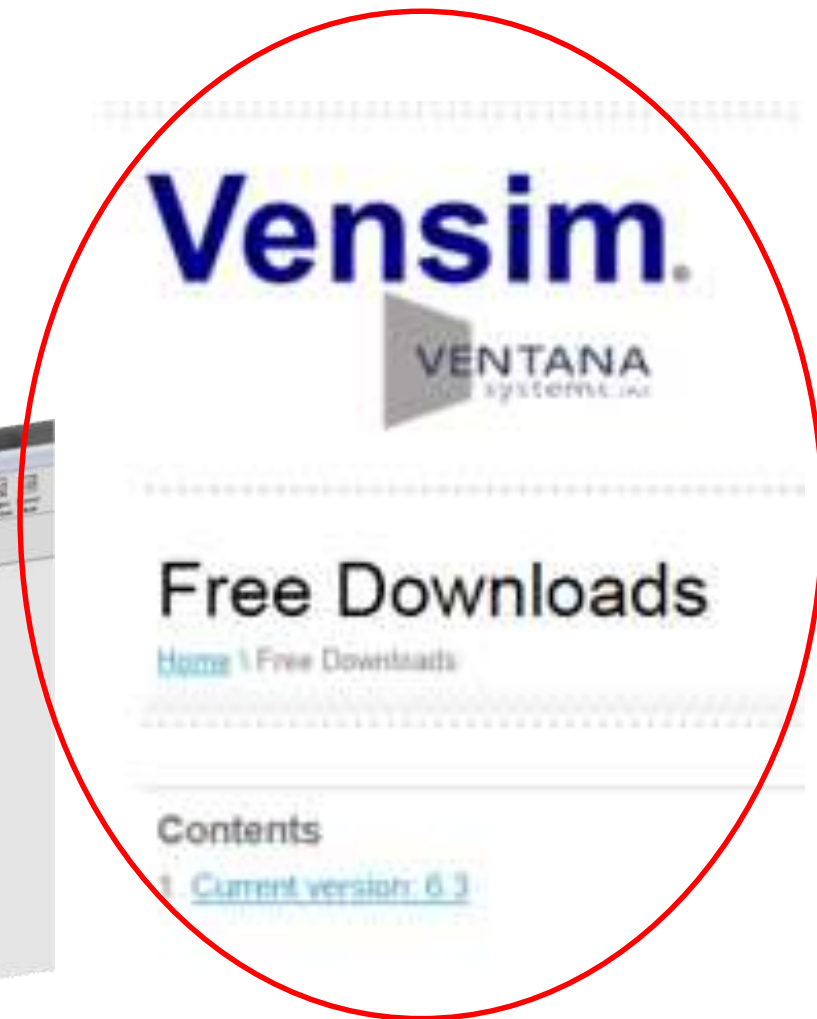 Vensim
VENTANA
systems, inc
Free Downloads
Home \ Free Downloads
Contents
1. Current version: 6.3